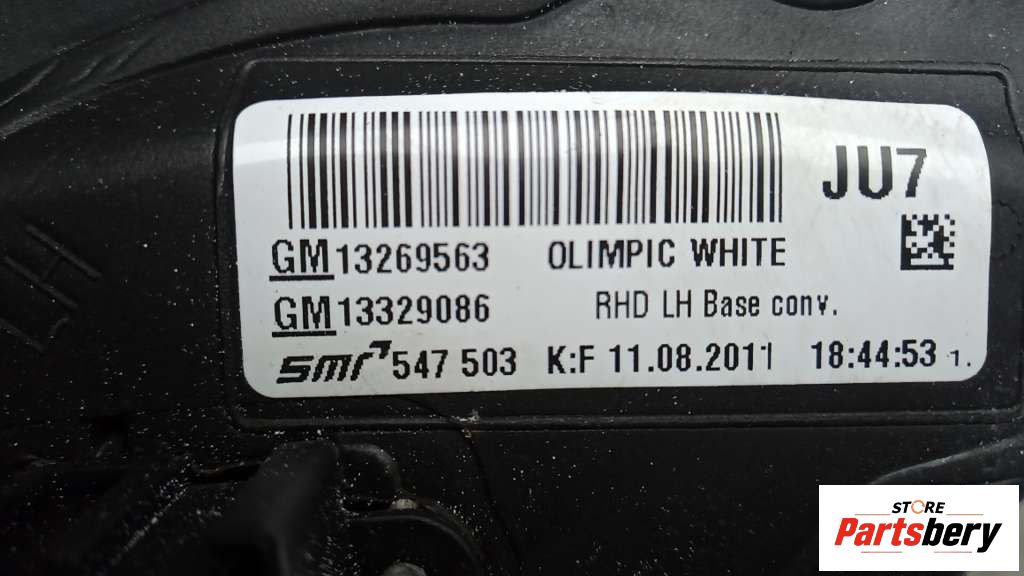 JU7
GM13269563 OLIMPIC WHITE
GM13329086 RHD LH Base conv.
smr 547 503 K:F 11.08.2011 18:44:53 1.
LH
STORE
Partsbery